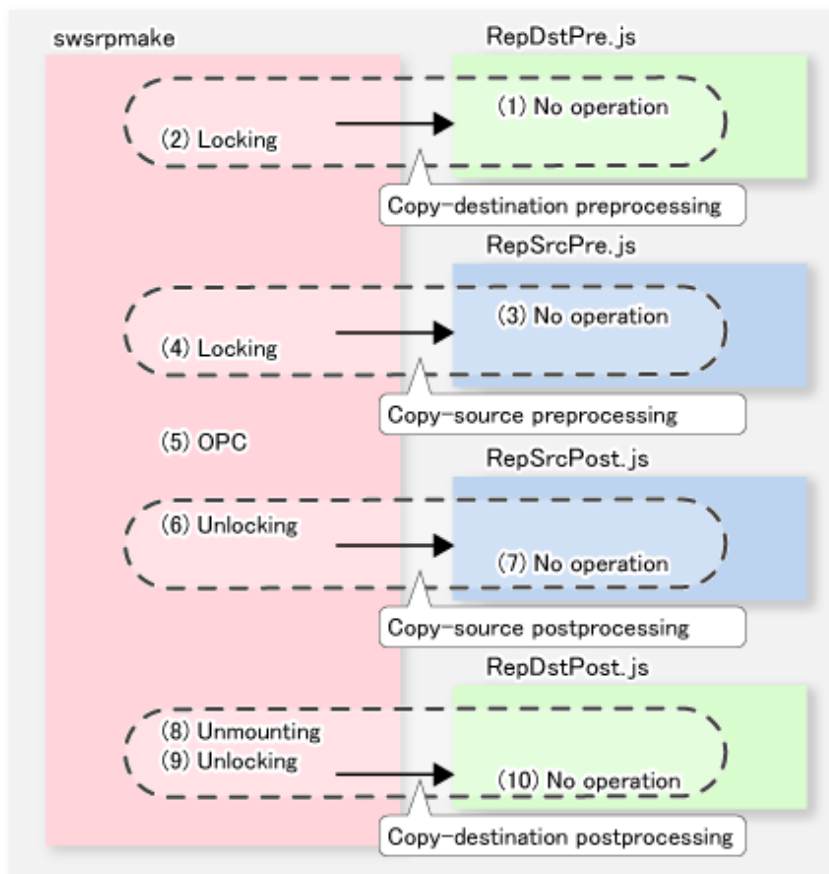 swsrpmake
RepDstPre.js
(1) No operation
(2) Locking
Copy-destination preprocessing
RepSrcPre.js
(3) No operation
(4) Locking
Copy-source preprocessing
(5) OPC
RepSrcPost.js
(6) Unlocking
(7) No operation
Copy-source postprocessing
RepDstPost.js
(8) Unmounting
(9) Unlocking
(10) No operation
Copy-destination postprocessing